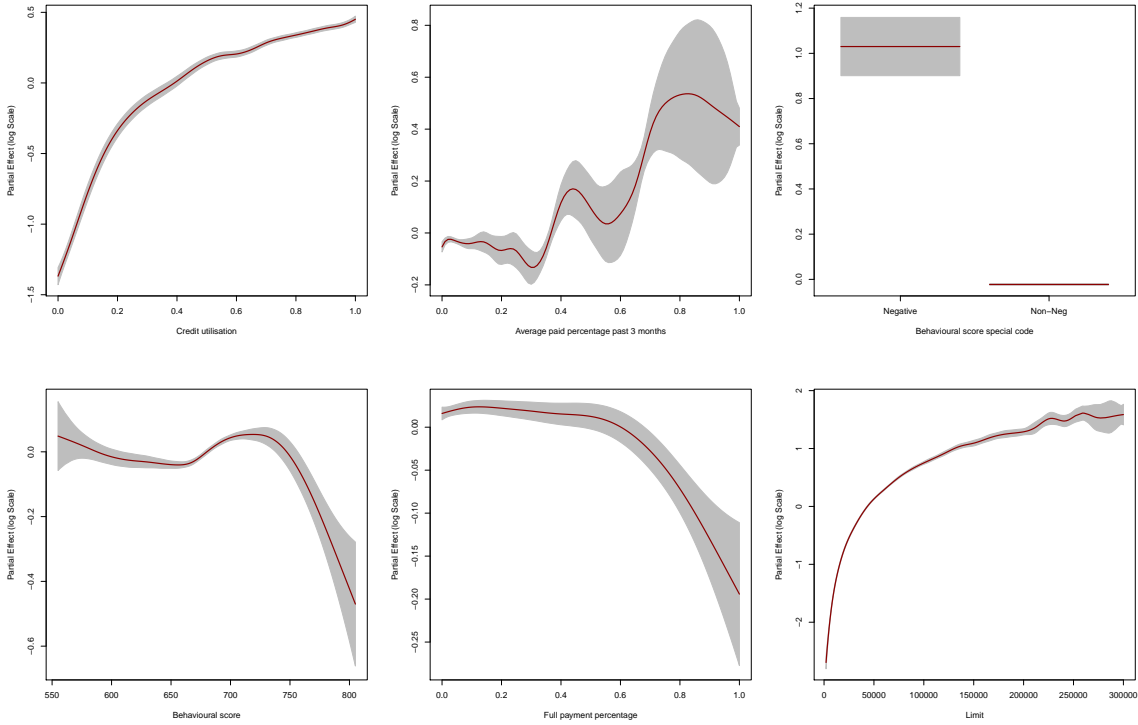 Partial Effect (log Scale)
0.5
0.0
−0.5
−1.0
−1.5
0.0 0.2 0.4 0.6 0.8 1.0
Credit utilisation
Partial Effect (log Scale)
0.8
0.6
0.4
0.2
0.0
−0.2
0.0 0.2 0.4 0.6 0.8 1.0
Average paid percentage past 3 months
Partial Effect (log Scale)
1.2
1.0
0.8
0.6
0.4
0.2
0.0
Negative Non−Neg
Behavioural score special code
Partial Effect (log Scale)
0.0
−0.2
−0.4
−0.6
550 600 650 700 750 800
Behavioural score
Partial Effect (log Scale)
0.00
−0.05
−0.10
−0.15
−0.20
−0.25
0.0 0.2 0.4 0.6 0.8 1.0
Full payment percentage
Partial Effect (log Scale)
2
1
0
−1
−2
0 50000 100000 150000 200000 250000 300000
Limit